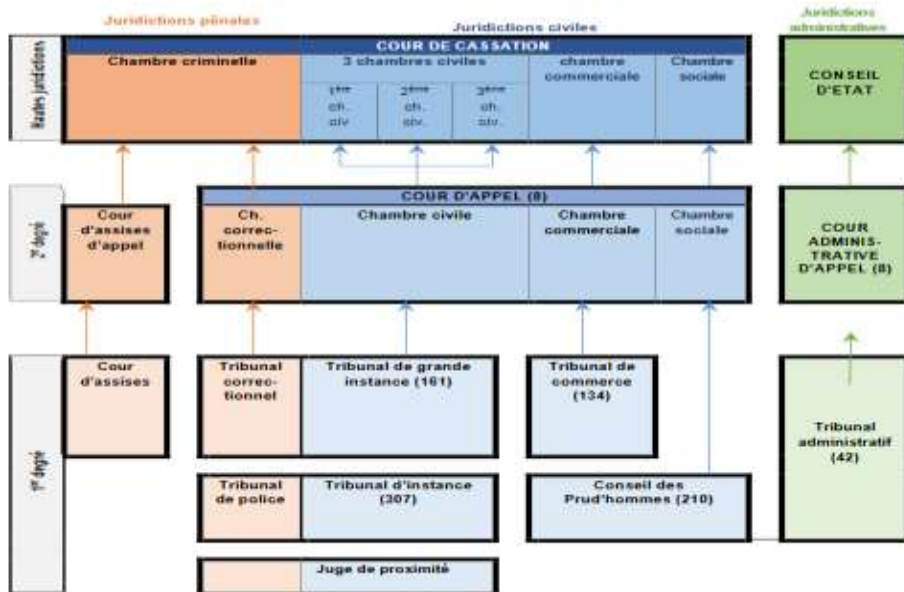 Juridictions pénales
Juridictions civiles
Juridictions
administratives
Hautes juridictions
COUR DE CASSATION
Chambre criminelle
3 chambres civiles
1ère
ch.
civ
2ème
ch.
civ.
3ème
ch.
civ.
chambre
commerciale
Chambre
sociale
CONSEIL
D'ETAT
2e degré
Cour
d'assises
d'appel
COUR D'APPEL (8)
Ch.
correc-
tionnelle
Chambre civile
Chambre
commerciale
Chambre
sociale
COUR
ADMINIS-
TRATIVE
D'APPEL (8)
1er degré
Cour
d'assises
Tribunal
correc-
tionnel
Tribunal de grande
instance (161)
Tribunal de
commerce
(134)
Tribunal
administratif
(42)
Tribunal
de police
Tribunal d'instance
(307)
Conseil des
Prud'hommes (210)
Juge de proximité